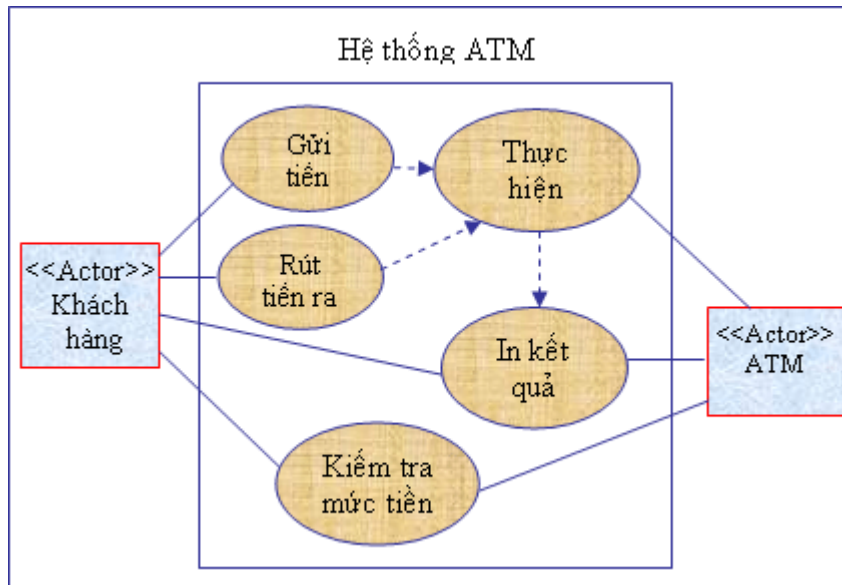 Hệ thống ATM
Gửi
tiền
Thực
hiện
<<Actor>>
Khách
hàng
Rút
tiền ra
In kết
quả
<<Actor>>
ATM
Kiểm tra
mức tiền